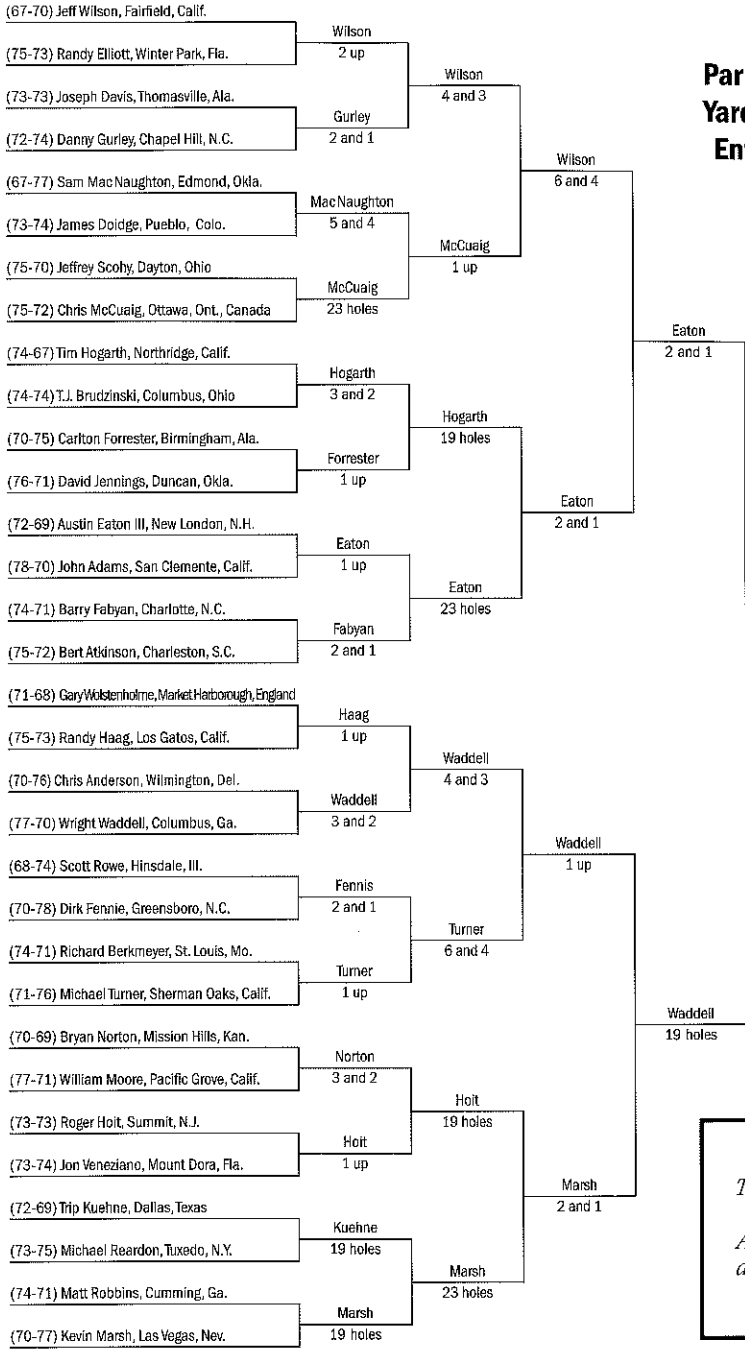 (67-70) Jeff Wilson, Fairfield, Calif.
(75-73) Randy Elliott, Winter Park, Fla.
(73-73) Joseph Davis, Thomasville, Ala.
(72-74) Danny Gurley, Chapel Hill, N.C.
(67-77) Sam MacNaughton, Edmond, Okla.
(73-74) James Doidge, Pueblo, Colo.
(75-70) Jeffrey Scohy, Dayton, Ohio
(75-72) Chris McCuaig, Ottawa, Ont., Canada
(74-67) Tim Hogarth, Northridge, Calif.
(74-74) T.J. Brudzinski, Columbus, Ohio
(70-75) Carlton Forrester, Birmingham, Ala.
(76-71) David Jennings, Duncan, Okla.
(72-69) Austin Eaton III, New London, N.H.
(78-70) John Adams, San Clemente, Calif.
(74-71) Barry Fabyan, Charlotte, N.C.
(75-72) Bert Atkinson, Charleston, S.C.
(71-68) Gary Wolstenholme, Market Harborough, England
(75-73) Randy Haag, Los Gatos, Calif.
(70-76) Chris Anderson, Wilmington, Del.
(77-70) Wright Waddell, Columbus, Ga.
(68-74) Scott Rowe, Hinsdale, Ill.
(70-78) Dirk Fennie, Greensboro, N.C.
(74-71) Richard Berkmeyer, St. Louis, Mo.
(71-76) Michael Turner, Sherman Oaks, Calif.
(70-69) Bryan Norton, Mission Hills, Kan.
(77-71) William Moore, Pacific Grove, Calif.
(73-73) Roger Hoit, Summit, N.J.
(73-74) Jon Veneziano, Mount Dora, Fla.
(72-69) Trip Kuehne, Dallas, Texas
(73-75) Michael Reardon, Tuxedo, N.Y.
(74-71) Matt Robbins, Cumming, Ga.
(70-77) Kevin Marsh, Las Vegas, Nev.
Wilson
2 up
Gurley
2 and 1
MacNaughton
5 and 4
McCuaig
23 holes
Hogarth
3 and 2
Forrester
1 up
Eaton
1 up
Fabyan
2 and 1
Haag
1 up
Waddell
3 and 2
Fennis
2 and 1
Turner
1 up
Norton
3 and 2
Hoit
1 up
Kuehne
19 holes
Marsh
19 holes
Wilson
4 and 3
McCuaig
1 up
Hogarth
19 holes
Eaton
23 holes
Waddell
4 and 3
Turner
6 and 4
Hoit
19 holes
Marsh
23 holes
Wilson
6 and 4
Eaton
2 and 1
Waddell
1 up
Marsh
2 and 1
Eaton
2 and 1
Waddell
19 holes
Par
Yar
En
T
A
a